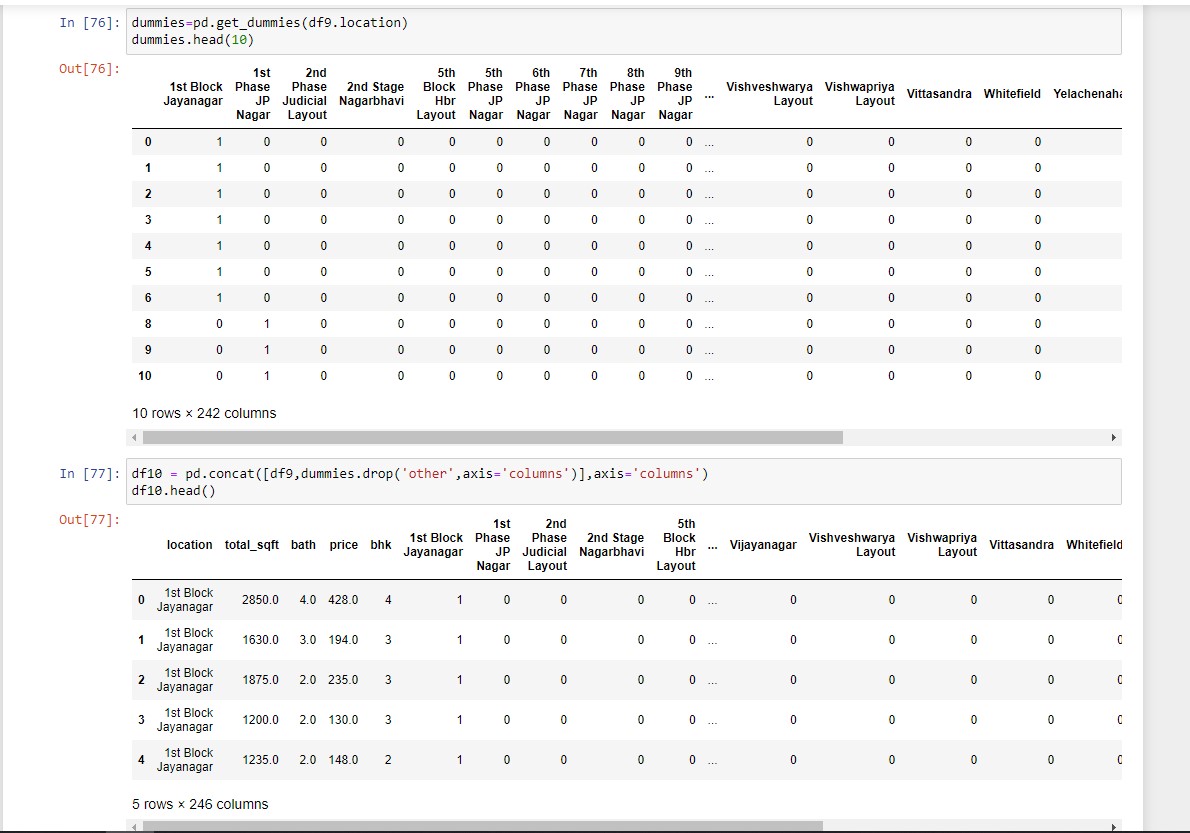 In [76]: dummies=pd.get_dummies(df9.location)
dummies.head(10)
Out[76]:
1st Block Jayanagar 1st Phase JP Nagar 2nd Phase Judicial Layout 2nd Stage Nagarbhavi 5th Block Hbr Layout 5th Phase JP Nagar 6th Phase JP Nagar 7th Phase JP Nagar 8th Phase JP Nagar 9th Phase JP Nagar ... Vishveshwarya Layout Vishwapriya Layout Vittasandra Whitefield Yelachenaha
0 1 0 0 0 0 0 0 0 0 0 ... 0 0 0 0
1 1 0 0 0 0 0 0 0 0 0 ... 0 0 0 0
2 1 0 0 0 0 0 0 0 0 0 ... 0 0 0 0
3 1 0 0 0 0 0 0 0 0 0 ... 0 0 0 0
4 1 0 0 0 0 0 0 0 0 0 ... 0 0 0 0
5 1 0 0 0 0 0 0 0 0 0 ... 0 0 0 0
6 1 0 0 0 0 0 0 0 0 0 ... 0 0 0 0
8 0 1 0 0 0 0 0 0 0 0 ... 0 0 0 0
9 0 1 0 0 0 0 0 0 0 0 ... 0 0 0 0
10 0 1 0 0 0 0 0 0 0 0 ... 0 0 0 0
10 rows × 242 columns
In [77]: df10 = pd.concat([df9,dummies.drop('other',axis='columns')],axis='columns')
df10.head()
Out[77]:
location total_sqft bath price bhk 1st Block Jayanagar 1st Phase JP Nagar 2nd Phase Judicial Layout 2nd Stage Nagarbhavi 5th Block Hbr Layout ... Vijayanagar Vishveshwarya Layout Vishwapriya Layout Vittasandra Whitefield
0 1st Block Jayanagar 2850.0 4.0 428.0 4 1 0 0 0 0 ... 0 0 0 0 0
1 1st Block Jayanagar 1630.0 3.0 194.0 3 1 0 0 0 0 ... 0 0 0 0 0
2 1st Block Jayanagar 1875.0 2.0 235.0 3 1 0 0 0 0 ... 0 0 0 0 0
3 1st Block Jayanagar 1200.0 2.0 130.0 3 1 0 0 0 0 ... 0 0 0 0 0
4 1st Block Jayanagar 1235.0 2.0 148.0 2 1 0 0 0 0 ... 0 0 0 0 0
5 rows × 246 columns